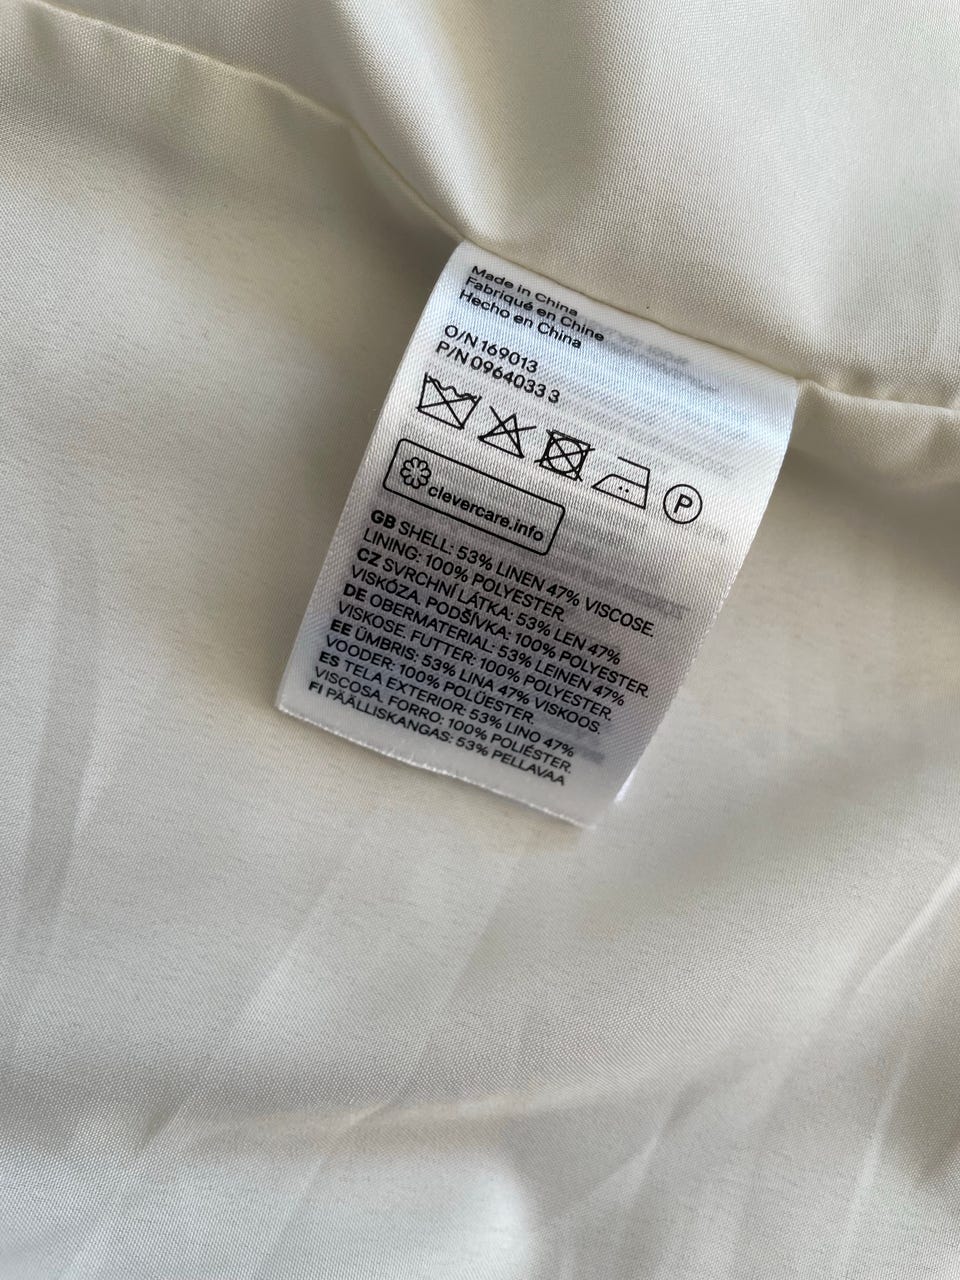 Made in China
Fabriqué en Chine
Hecho en China
O/N 169013
P/N 0964033 3
P
clevercare.info
GB SHELL: 53% LINEN 47% VISCOSE.
LINING: 100% POLYESTER.
CZ SVRCHNÍ LÁTKA: 53% LEN 47%
VISKÓZA. PODŠÍVKA: 100% POLYESTER.
DE OBERMATERIAL: 53% LEINEN 47%
VISKOSE. FUTTER: 100% POLYESTER.
EE ÜMBRIS: 53% LINA 47% VISKOOS.
VOODER: 100% POLÜESTER.
ES TELA EXTERIOR: 53% LINO 47%
VISCOSA. FORRO: 100% POLIÉSTER.
FI PÄÄLLISKANGAS: 53% PELLAVAA